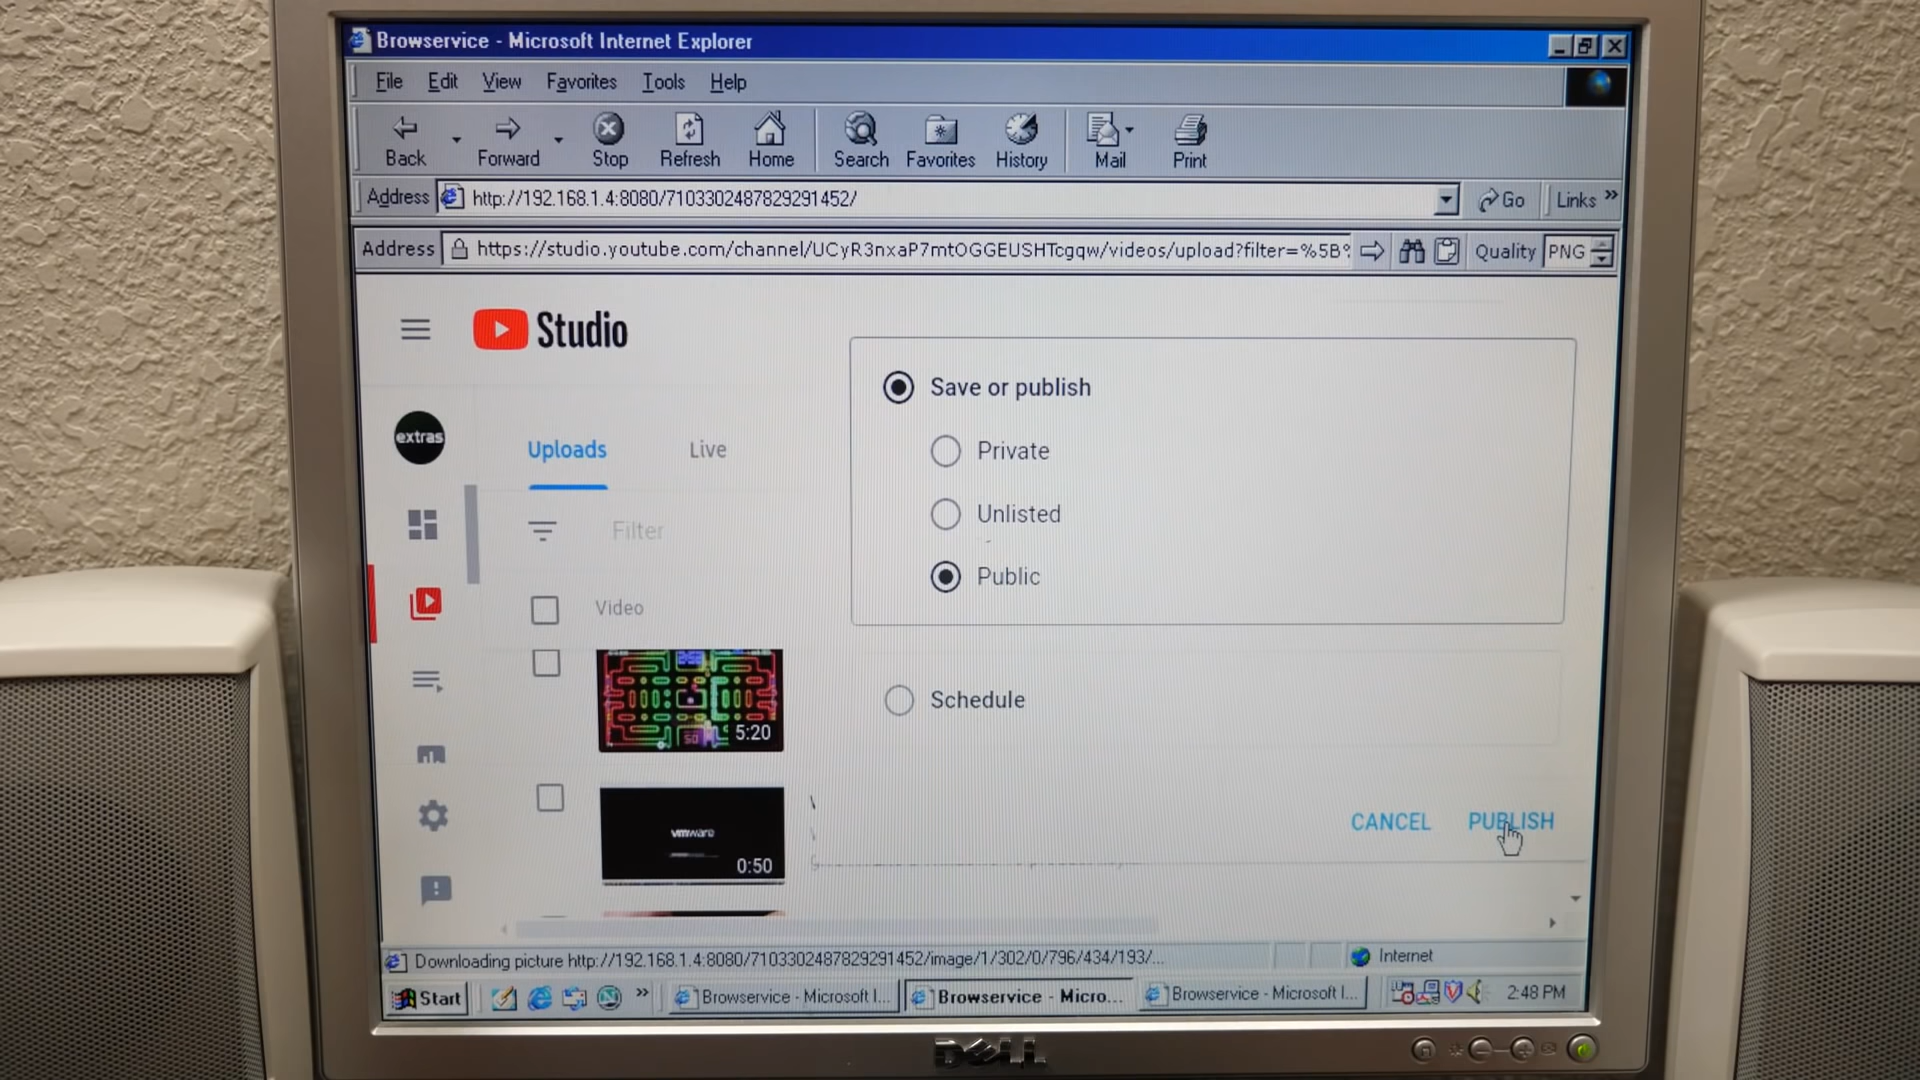 Browservice - Microsoft Internet Explorer
File Edit View Favorites Tools Help
Back Forward Stop Refresh Home Search Favorites History Mail Print
Address http://192.168.1.4:8080/7103302487829291452/ Go Links »
Address https://studio.youtube.com/channel/UCyR3nxaP7mtOGGEUSHTcgqw/videos/upload?filter=%5B% Quality PNG
Studio
extras
Uploads Live
Filter
Video
5:20
vmware
0:50
Save or publish
Private
Unlisted
Public
Schedule
CANCEL PUBLISH
Downloading picture http://192.168.1.4:8080/7103302487829291452/image/1/302/0/796/434/193/... Internet
Start » Browservice - Microsoft I... Browservice - Micro... Browservice - Microsoft I... 2:48 PM
DELL